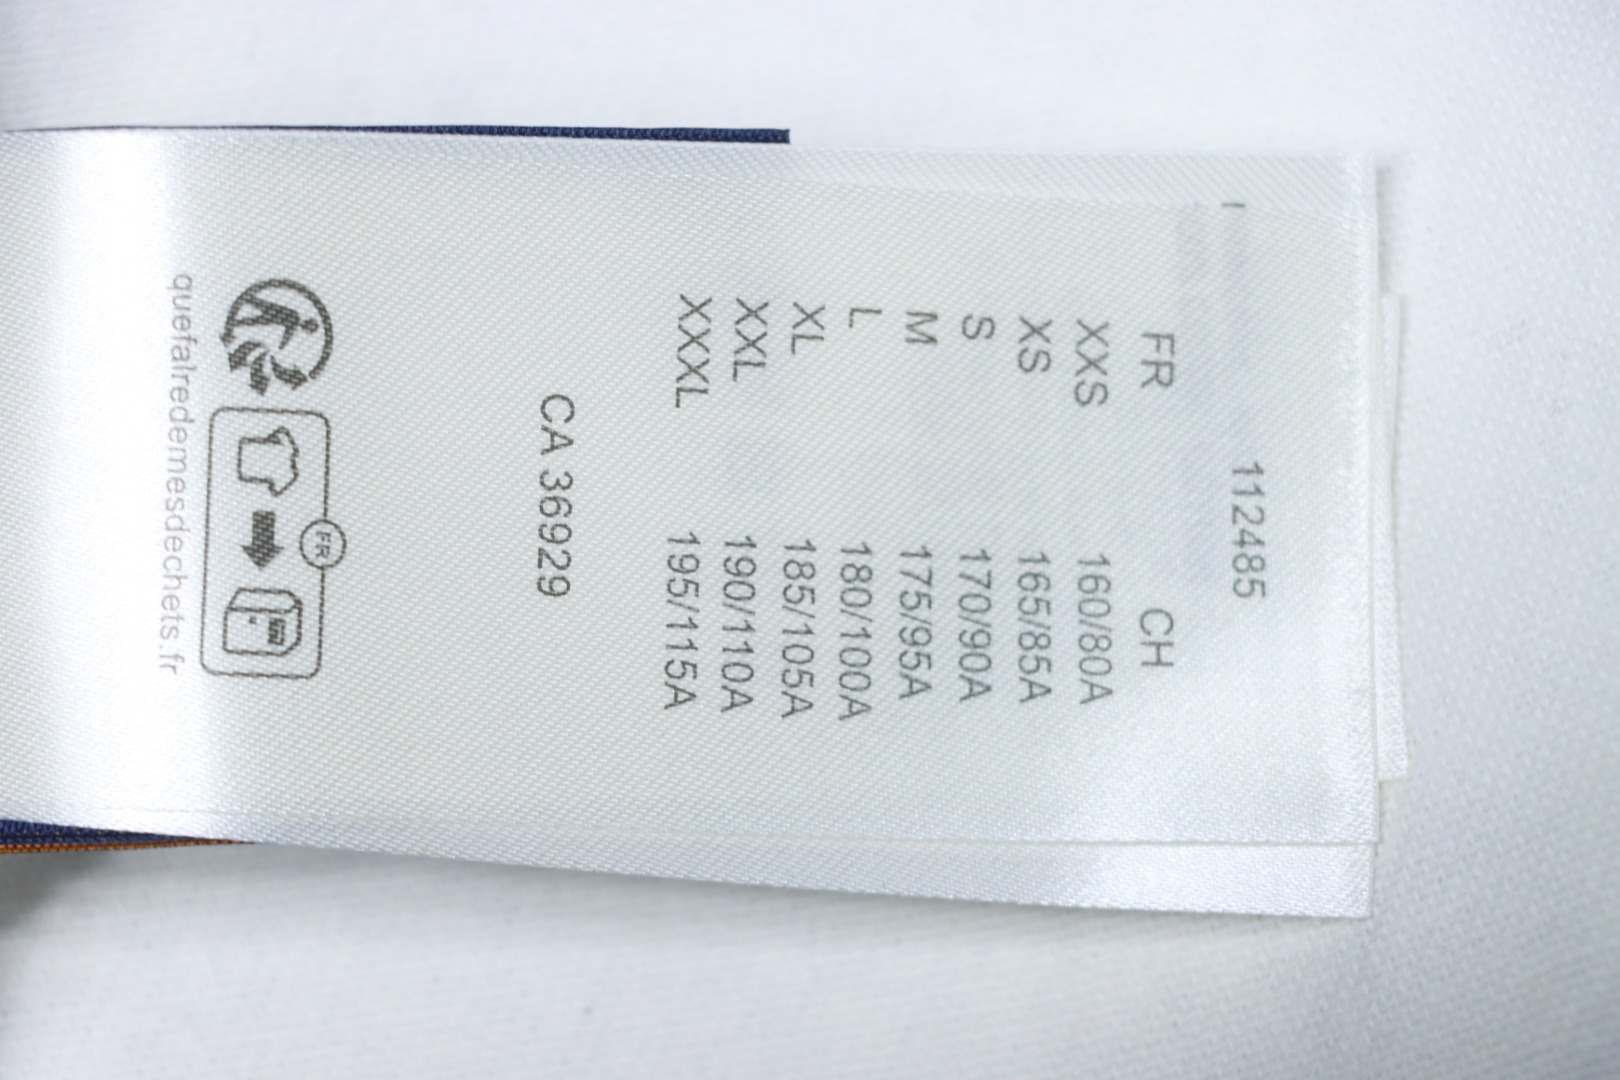 112485
FR CH
XXS 160/80A
XS 165/85A
S 170/90A
M 175/95A
L 180/100A
XL 185/105A
XXL 190/110A
XXXL 195/115A
CA 36929
FR
quefairedemesdechets.fr